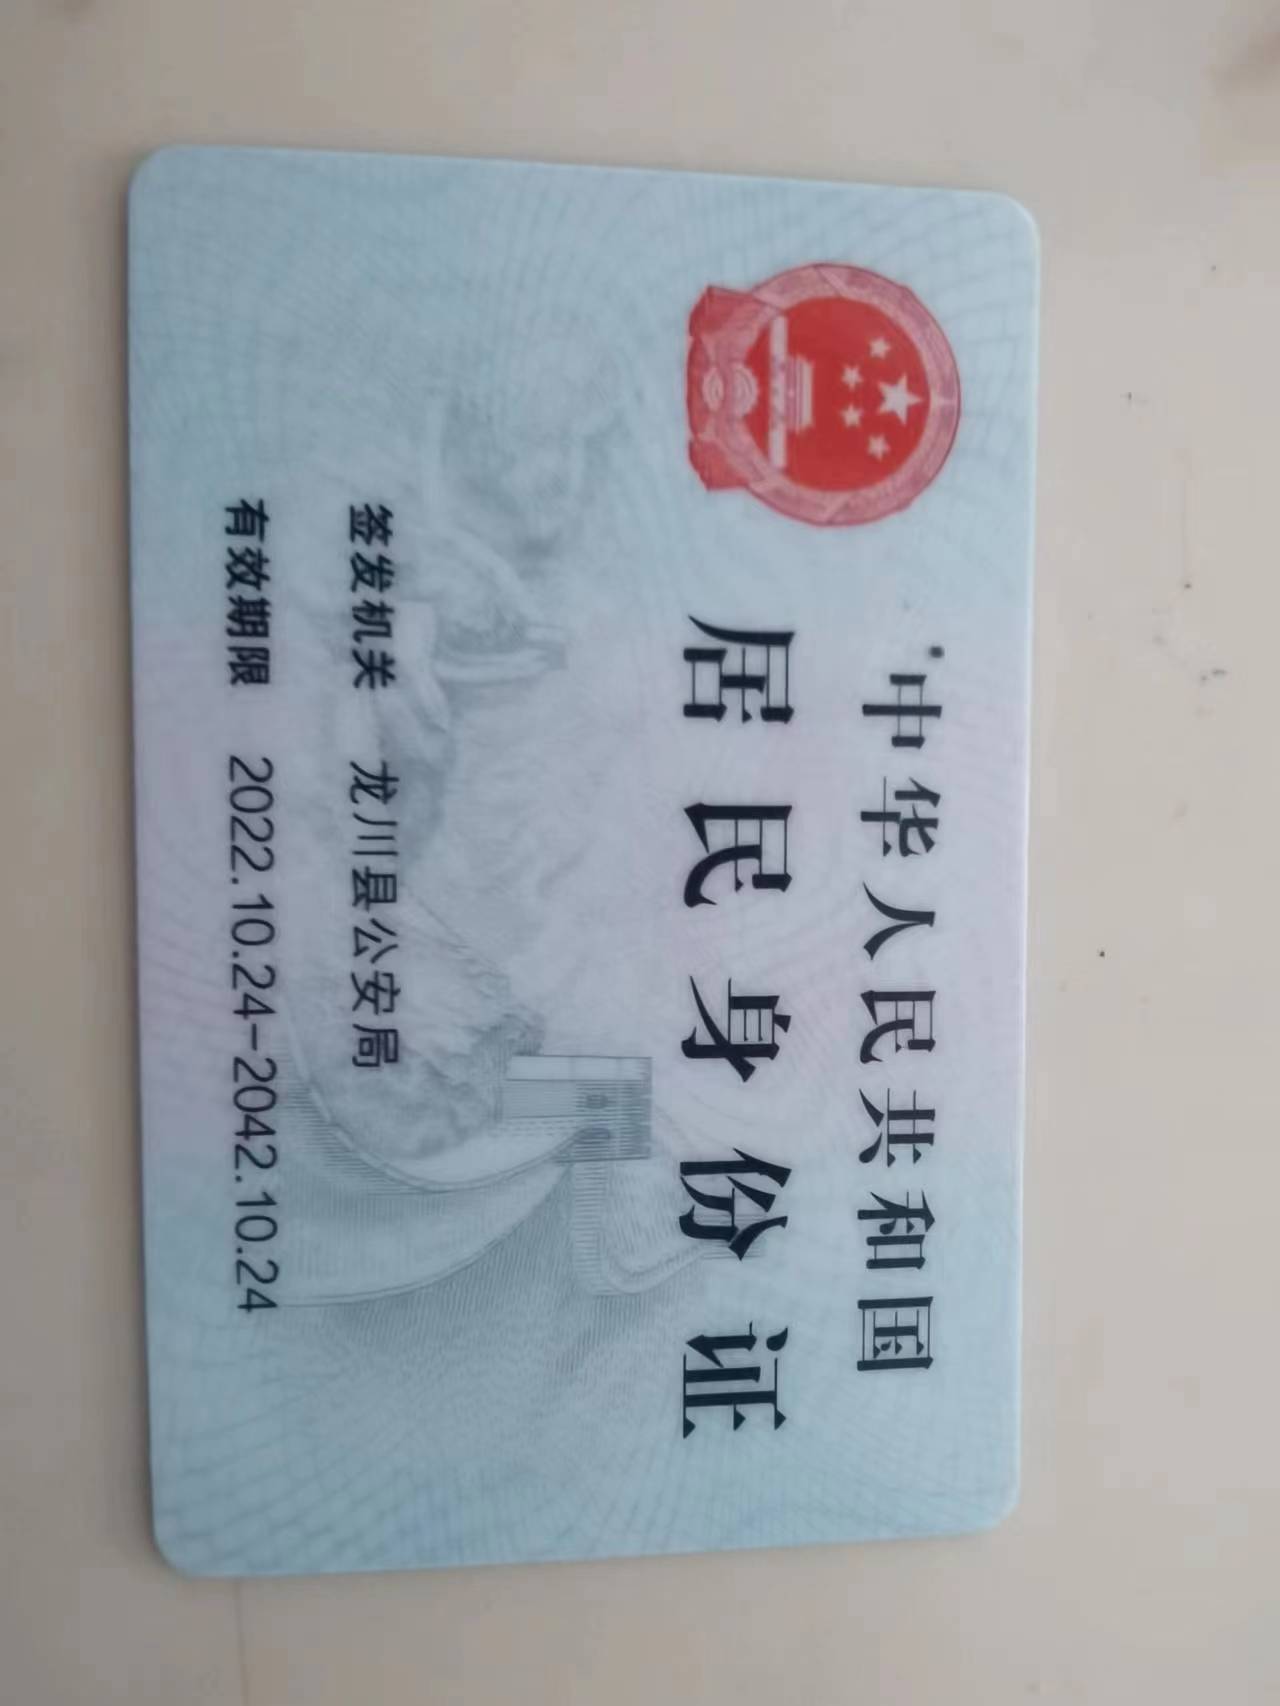 中华人民共和国
居民身份证
签发机关 龙川县公安局
有效期限 2022.10.24-2042.10.24